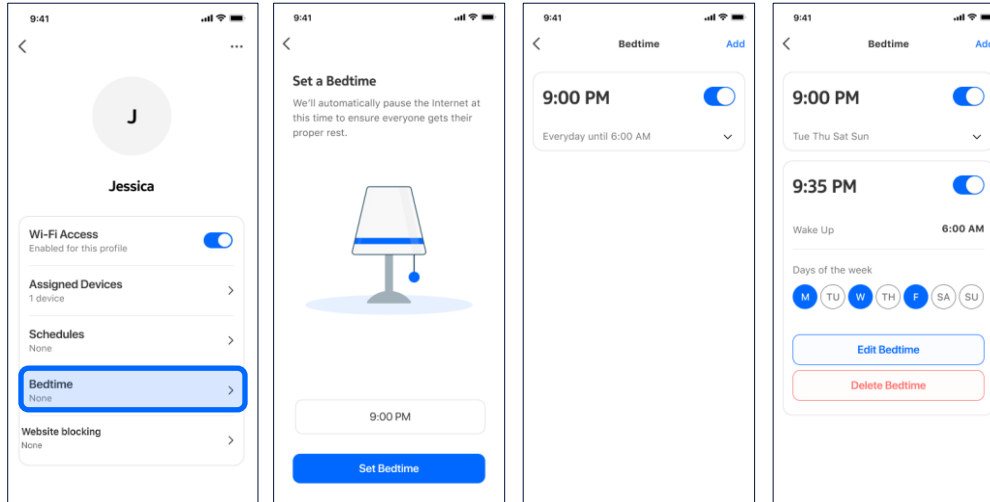 9:41
J
Jessica
Wi-Fi Access
Enabled for this profile
Assigned Devices
1 device
Schedules
None
Bedtime
None
Website blocking
None
9:41
Set a Bedtime
We'll automatically pause the Internet at
this time to ensure everyone gets their
proper rest.
9:00 PM
Set Bedtime
9:41
Bedtime
Add
9:00 PM
Everyday until 6:00 AM
9:41
Bedtime
Add
9:00 PM
Tue Thu Sat Sun
9:35 PM
Wake Up
6:00 AM
Days of the week
M TU W TH F SA SU
Edit Bedtime
Delete Bedtime